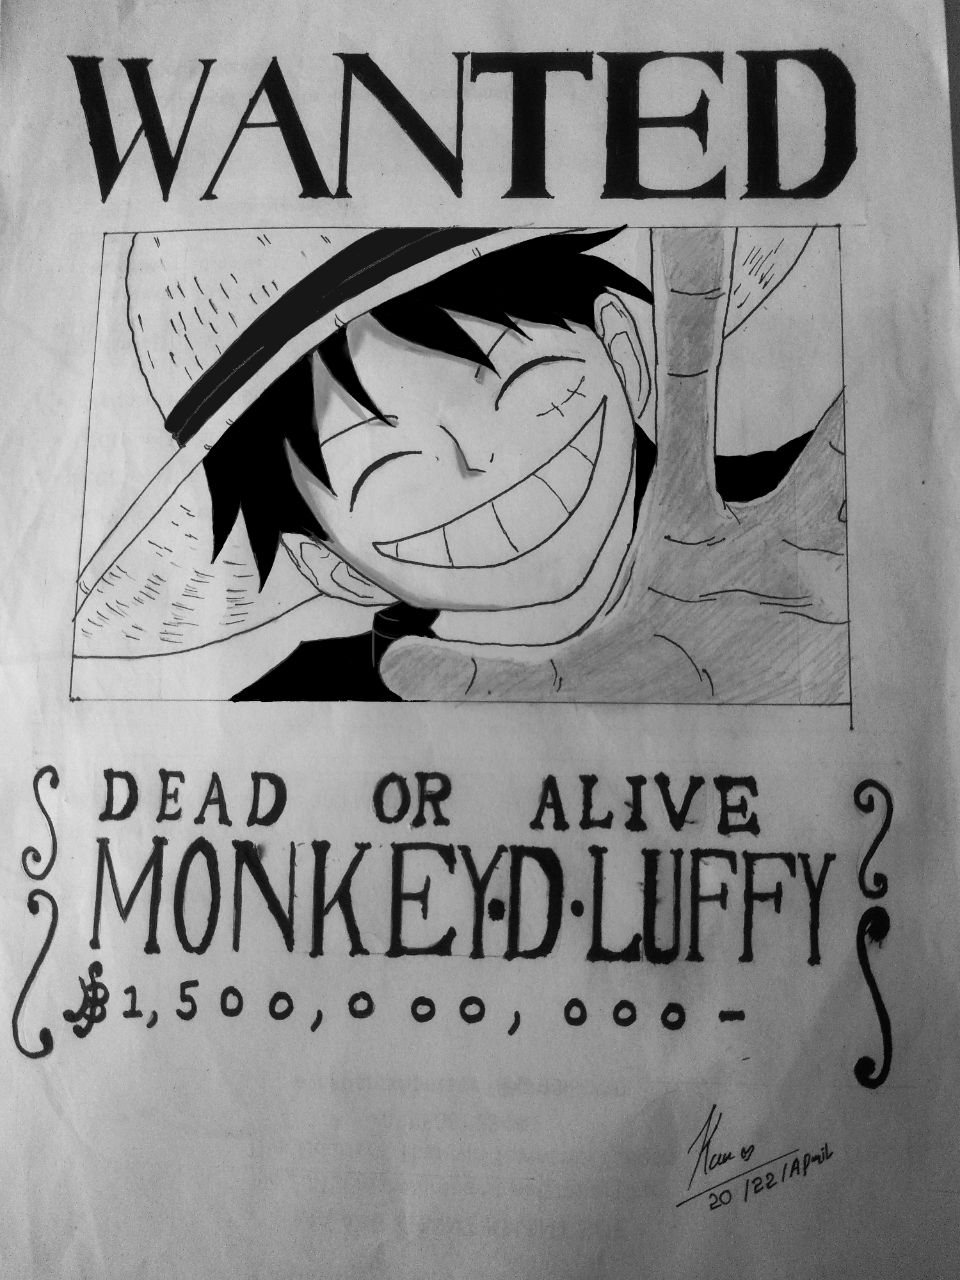 WANTED
DEAD OR ALIVE
MONKEY·D·LUFFY
฿1,500,000,000-
20/22/April